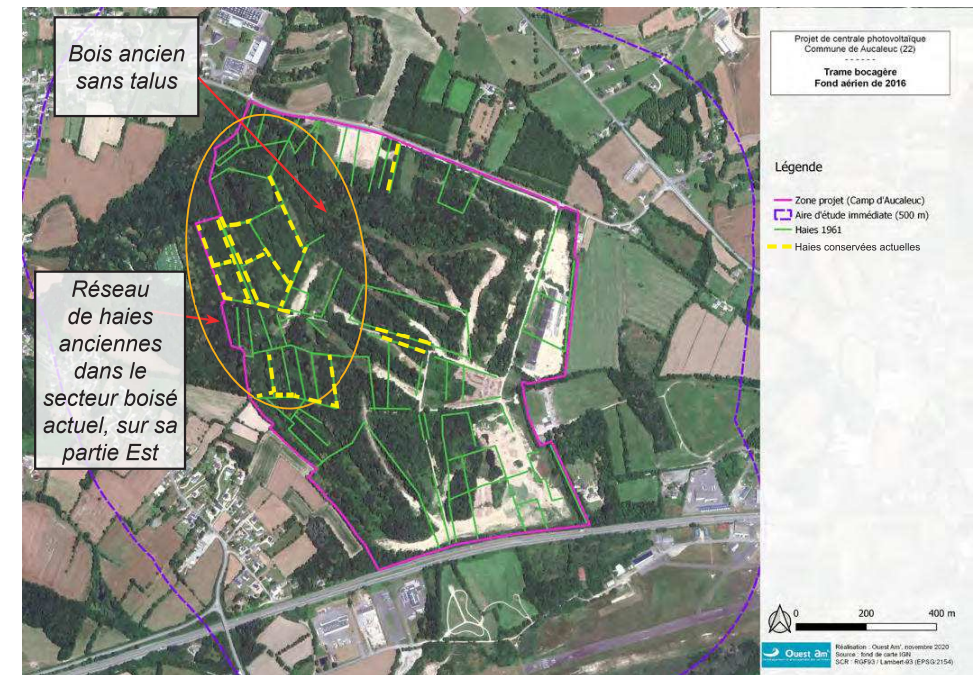 Bois ancien
sans talus
Réseau
de haies
anciennes
dans le
secteur boisé
actuel, sur sa
partie Est
Projet de centrale photovoltaïque
Commune de Aucaleuc (22)
- - - - - -
Trame bocagère
Fond aérien de 2016
Légende
Zone projet (Camp d'Aucaleuc)
Aire d'étude immédiate (500 m)
Haies 1961
Haies conservées actuelles
0 200 400 m
Ouest am'
Réalisation : Ouest Am', novembre 2020
Source : fond de carte IGN
SCR : RGF93 / Lambert-93 (EPSG:2154)